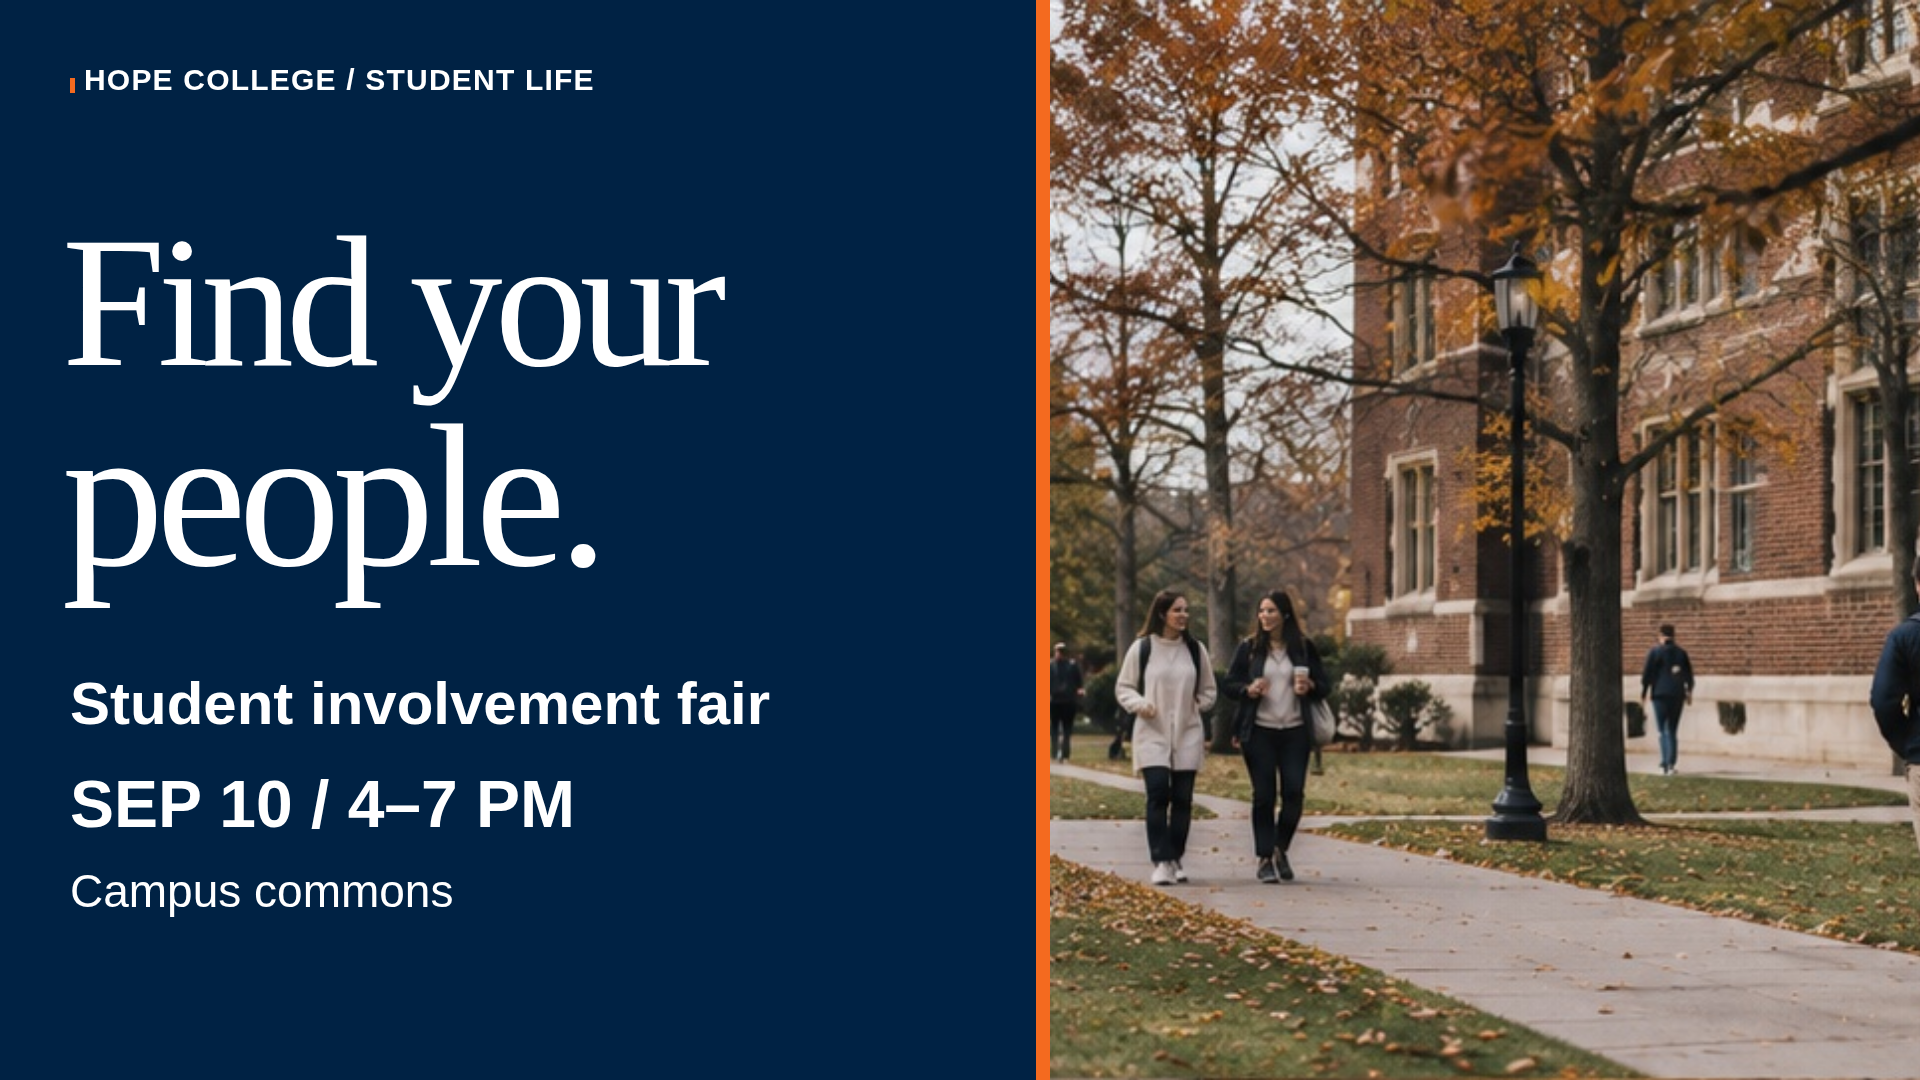 HOPE COLLEGE / STUDENT LIFE
Find your
people.
Student involvement fair
SEP 10 / 4–7 PM
Campus commons